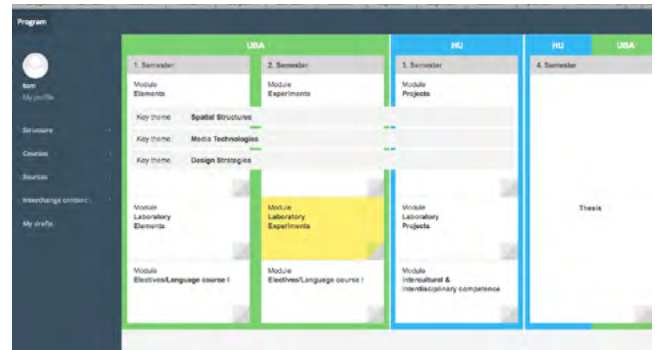 Program
UBA
HU
HU
UBA
1. Semester
2. Semester
3. Semester
4. Semester
tom
My profile
Structure
Courses
Sources
Interchange content
My drafts
Module
Elements
Module
Experiments
Module
Projects
Key theme Spatial Structures
Key theme Media Technologies
Key theme Design Strategies
Module
Laboratory
Elements
Module
Laboratory
Experiments
Module
Laboratory
Projects
Thesis
Module
Electives/Language course I
Module
Electives/Language course I
Module
Intercultural &
Interdisciplinary competence